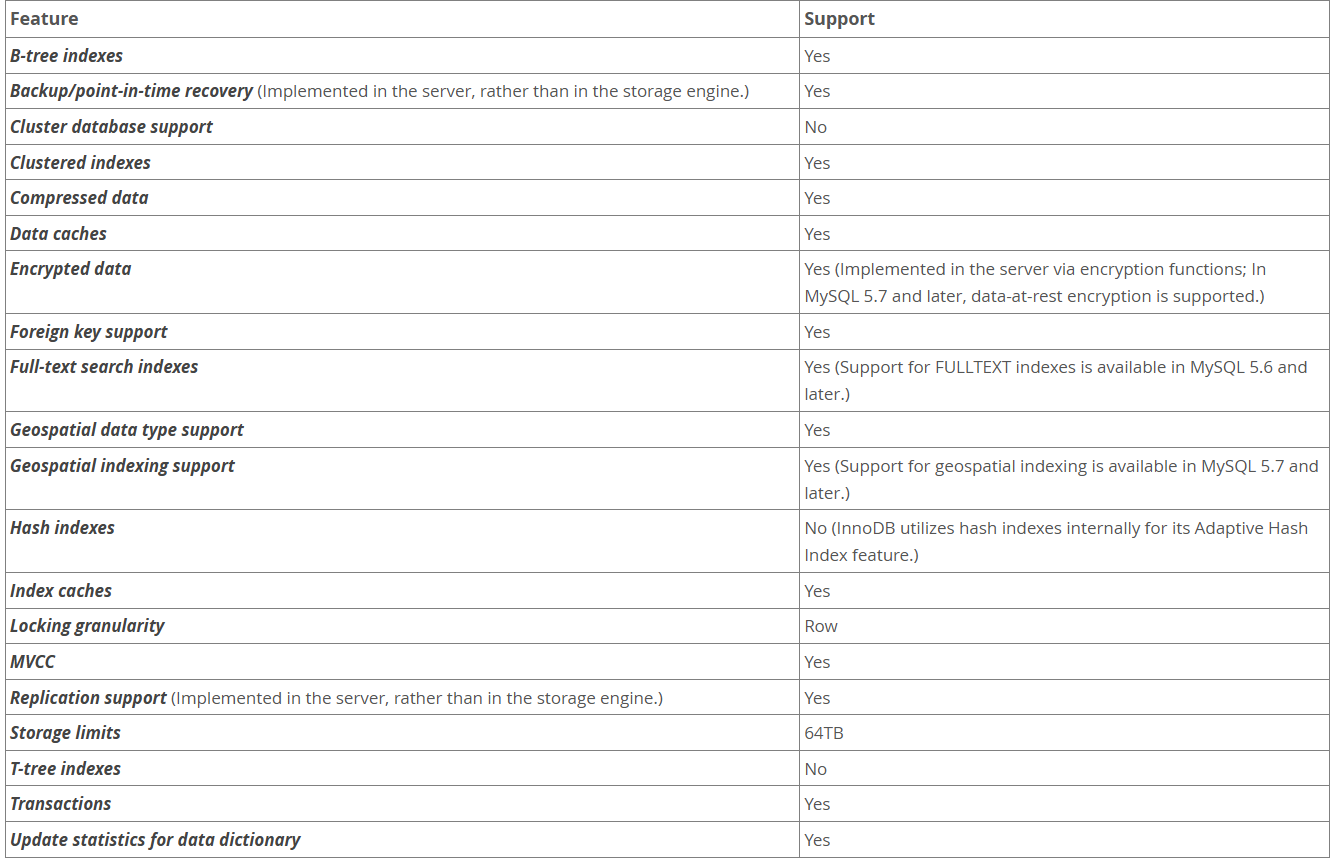 Feature Support
B-tree indexes Yes
Backup/point-in-time recovery (Implemented in the server, rather than in the storage engine.) Yes
Cluster database support No
Clustered indexes Yes
Compressed data Yes
Data caches Yes
Encrypted data Yes (Implemented in the server via encryption functions; In
MySQL 5.7 and later, data-at-rest encryption is supported.)
Foreign key support Yes
Full-text search indexes Yes (Support for FULLTEXT indexes is available in MySQL 5.6 and
later.)
Geospatial data type support Yes
Geospatial indexing support Yes (Support for geospatial indexing is available in MySQL 5.7 and
later.)
Hash indexes No (InnoDB utilizes hash indexes internally for its Adaptive Hash
Index feature.)
Index caches Yes
Locking granularity Row
MVCC Yes
Replication support (Implemented in the server, rather than in the storage engine.) Yes
Storage limits 64TB
T-tree indexes No
Transactions Yes
Update statistics for data dictionary Yes